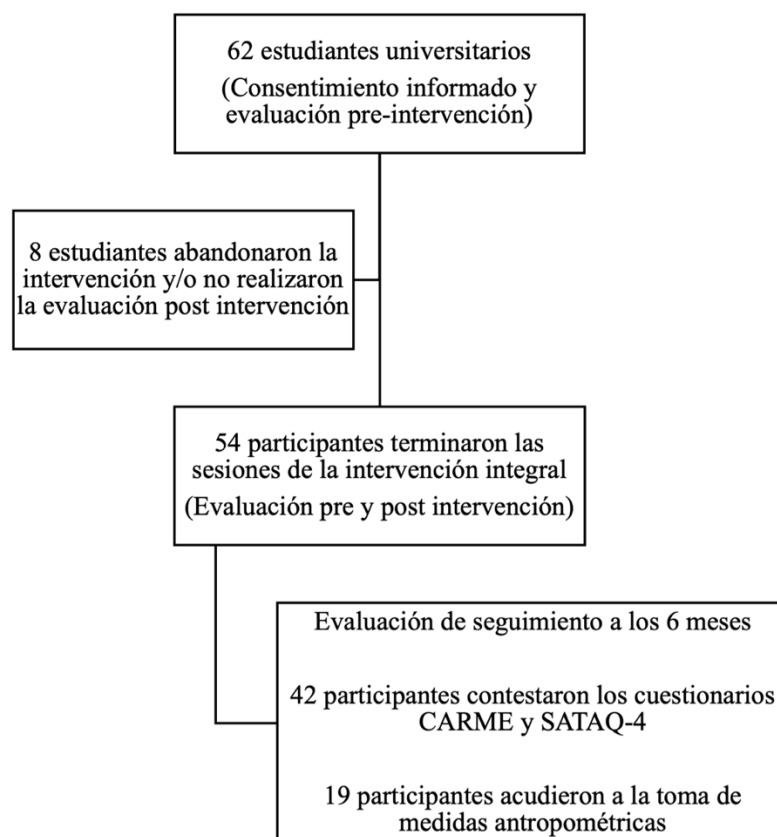 62 estudiantes universitarios
(Consentimiento informado y
evaluación pre-intervención)
8 estudiantes abandonaron la
intervención y/o no realizaron
la evaluación post intervención
54 participantes terminaron las
sesiones de la intervención integral
(Evaluación pre y post intervención)
Evaluación de seguimiento a los 6 meses
42 participantes contestaron los cuestionarios
CARME y SATAQ-4
19 participantes acudieron a la toma de
medidas antropométricas